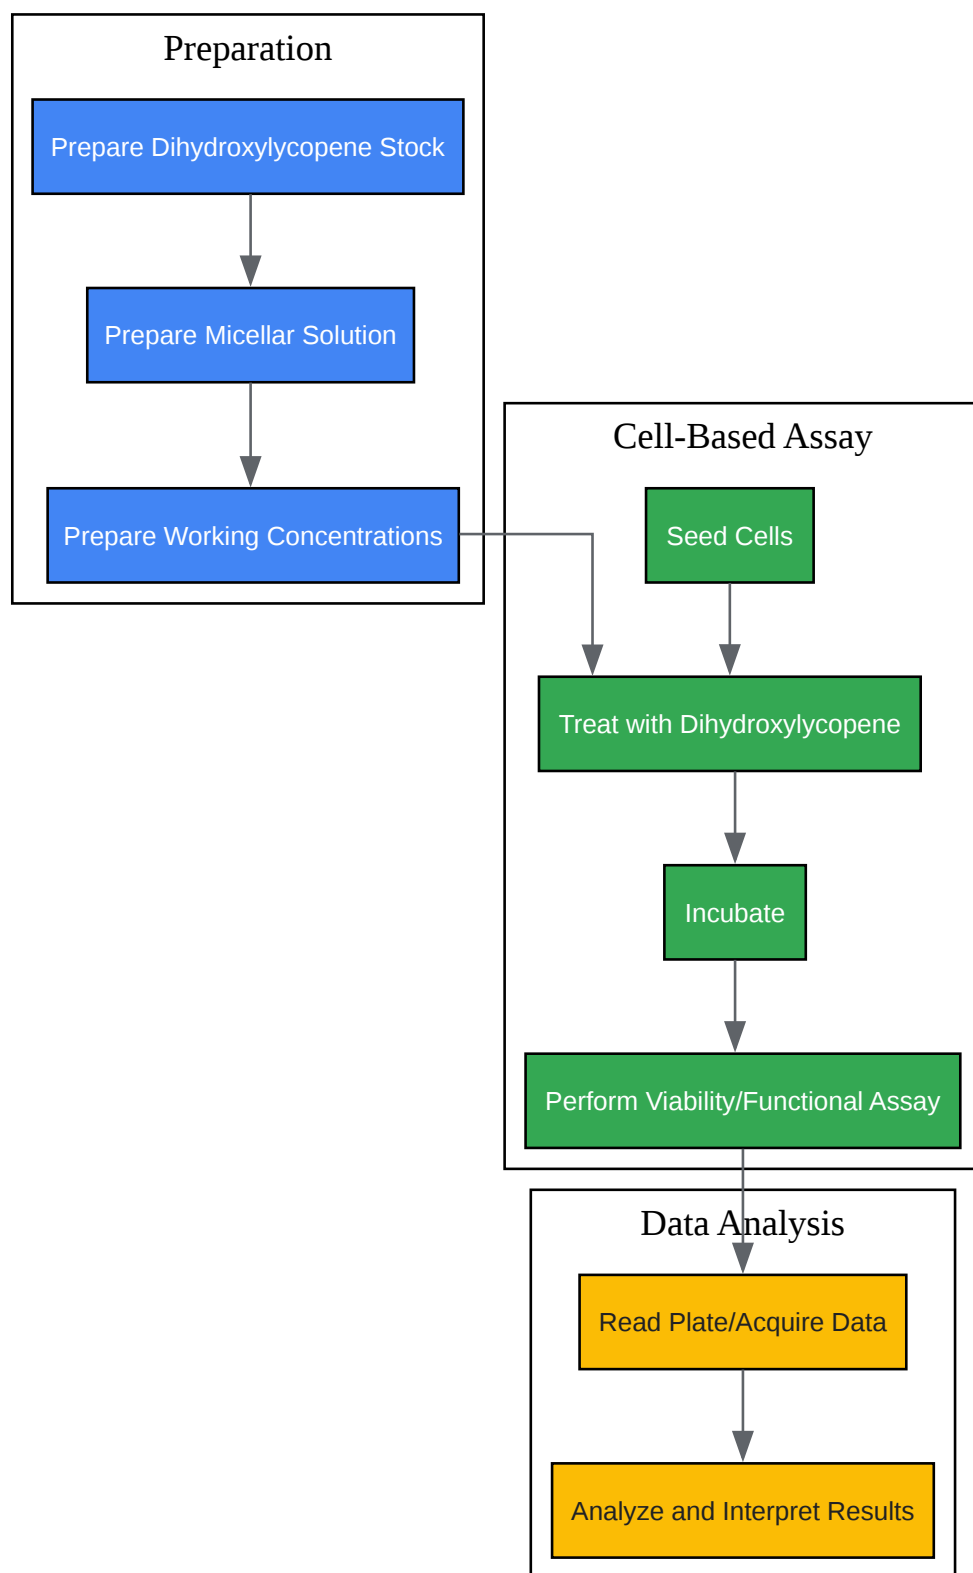 Preparation
Prepare Dihydroxylycopene Stock
Prepare Micellar Solution
Prepare Working Concentrations
Cell-Based Assay
Seed Cells
Treat with Dihydroxylycopene
Incubate
Perform Viability/Functional Assay
Data Analysis
Read Plate/Acquire Data
Analyze and Interpret Results